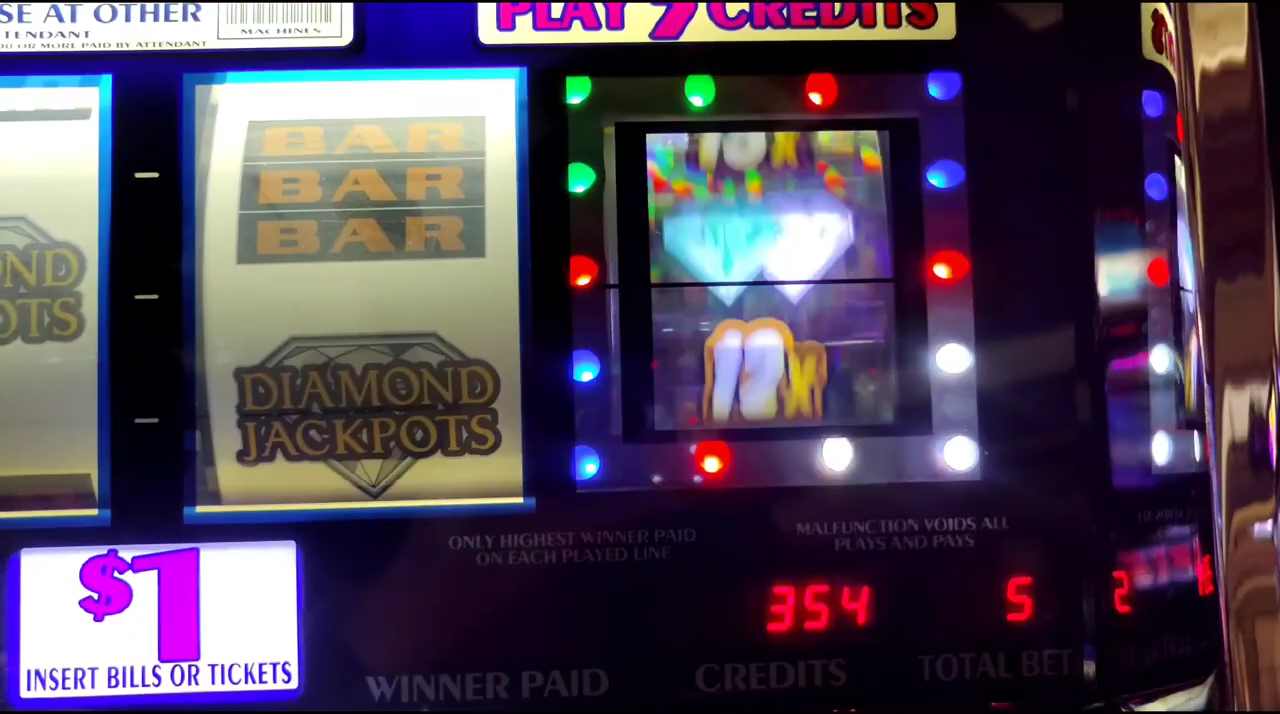 SE AT OTHER
TENDANT
00 OR MORE PAID BY ATTENDANT
MACHINES
PLAY CREDITS
BAR
BAR
BAR
OND
OTS
DIAMOND
JACKPOTS
ONLY HIGHEST WINNER PAID
ON EACH PLAYED LINE
MALFUNCTION VOIDS ALL
PLAYS AND PAYS
$1
INSERT BILLS OR TICKETS
354
5
2
WINNER PAID
CREDITS
TOTAL BET